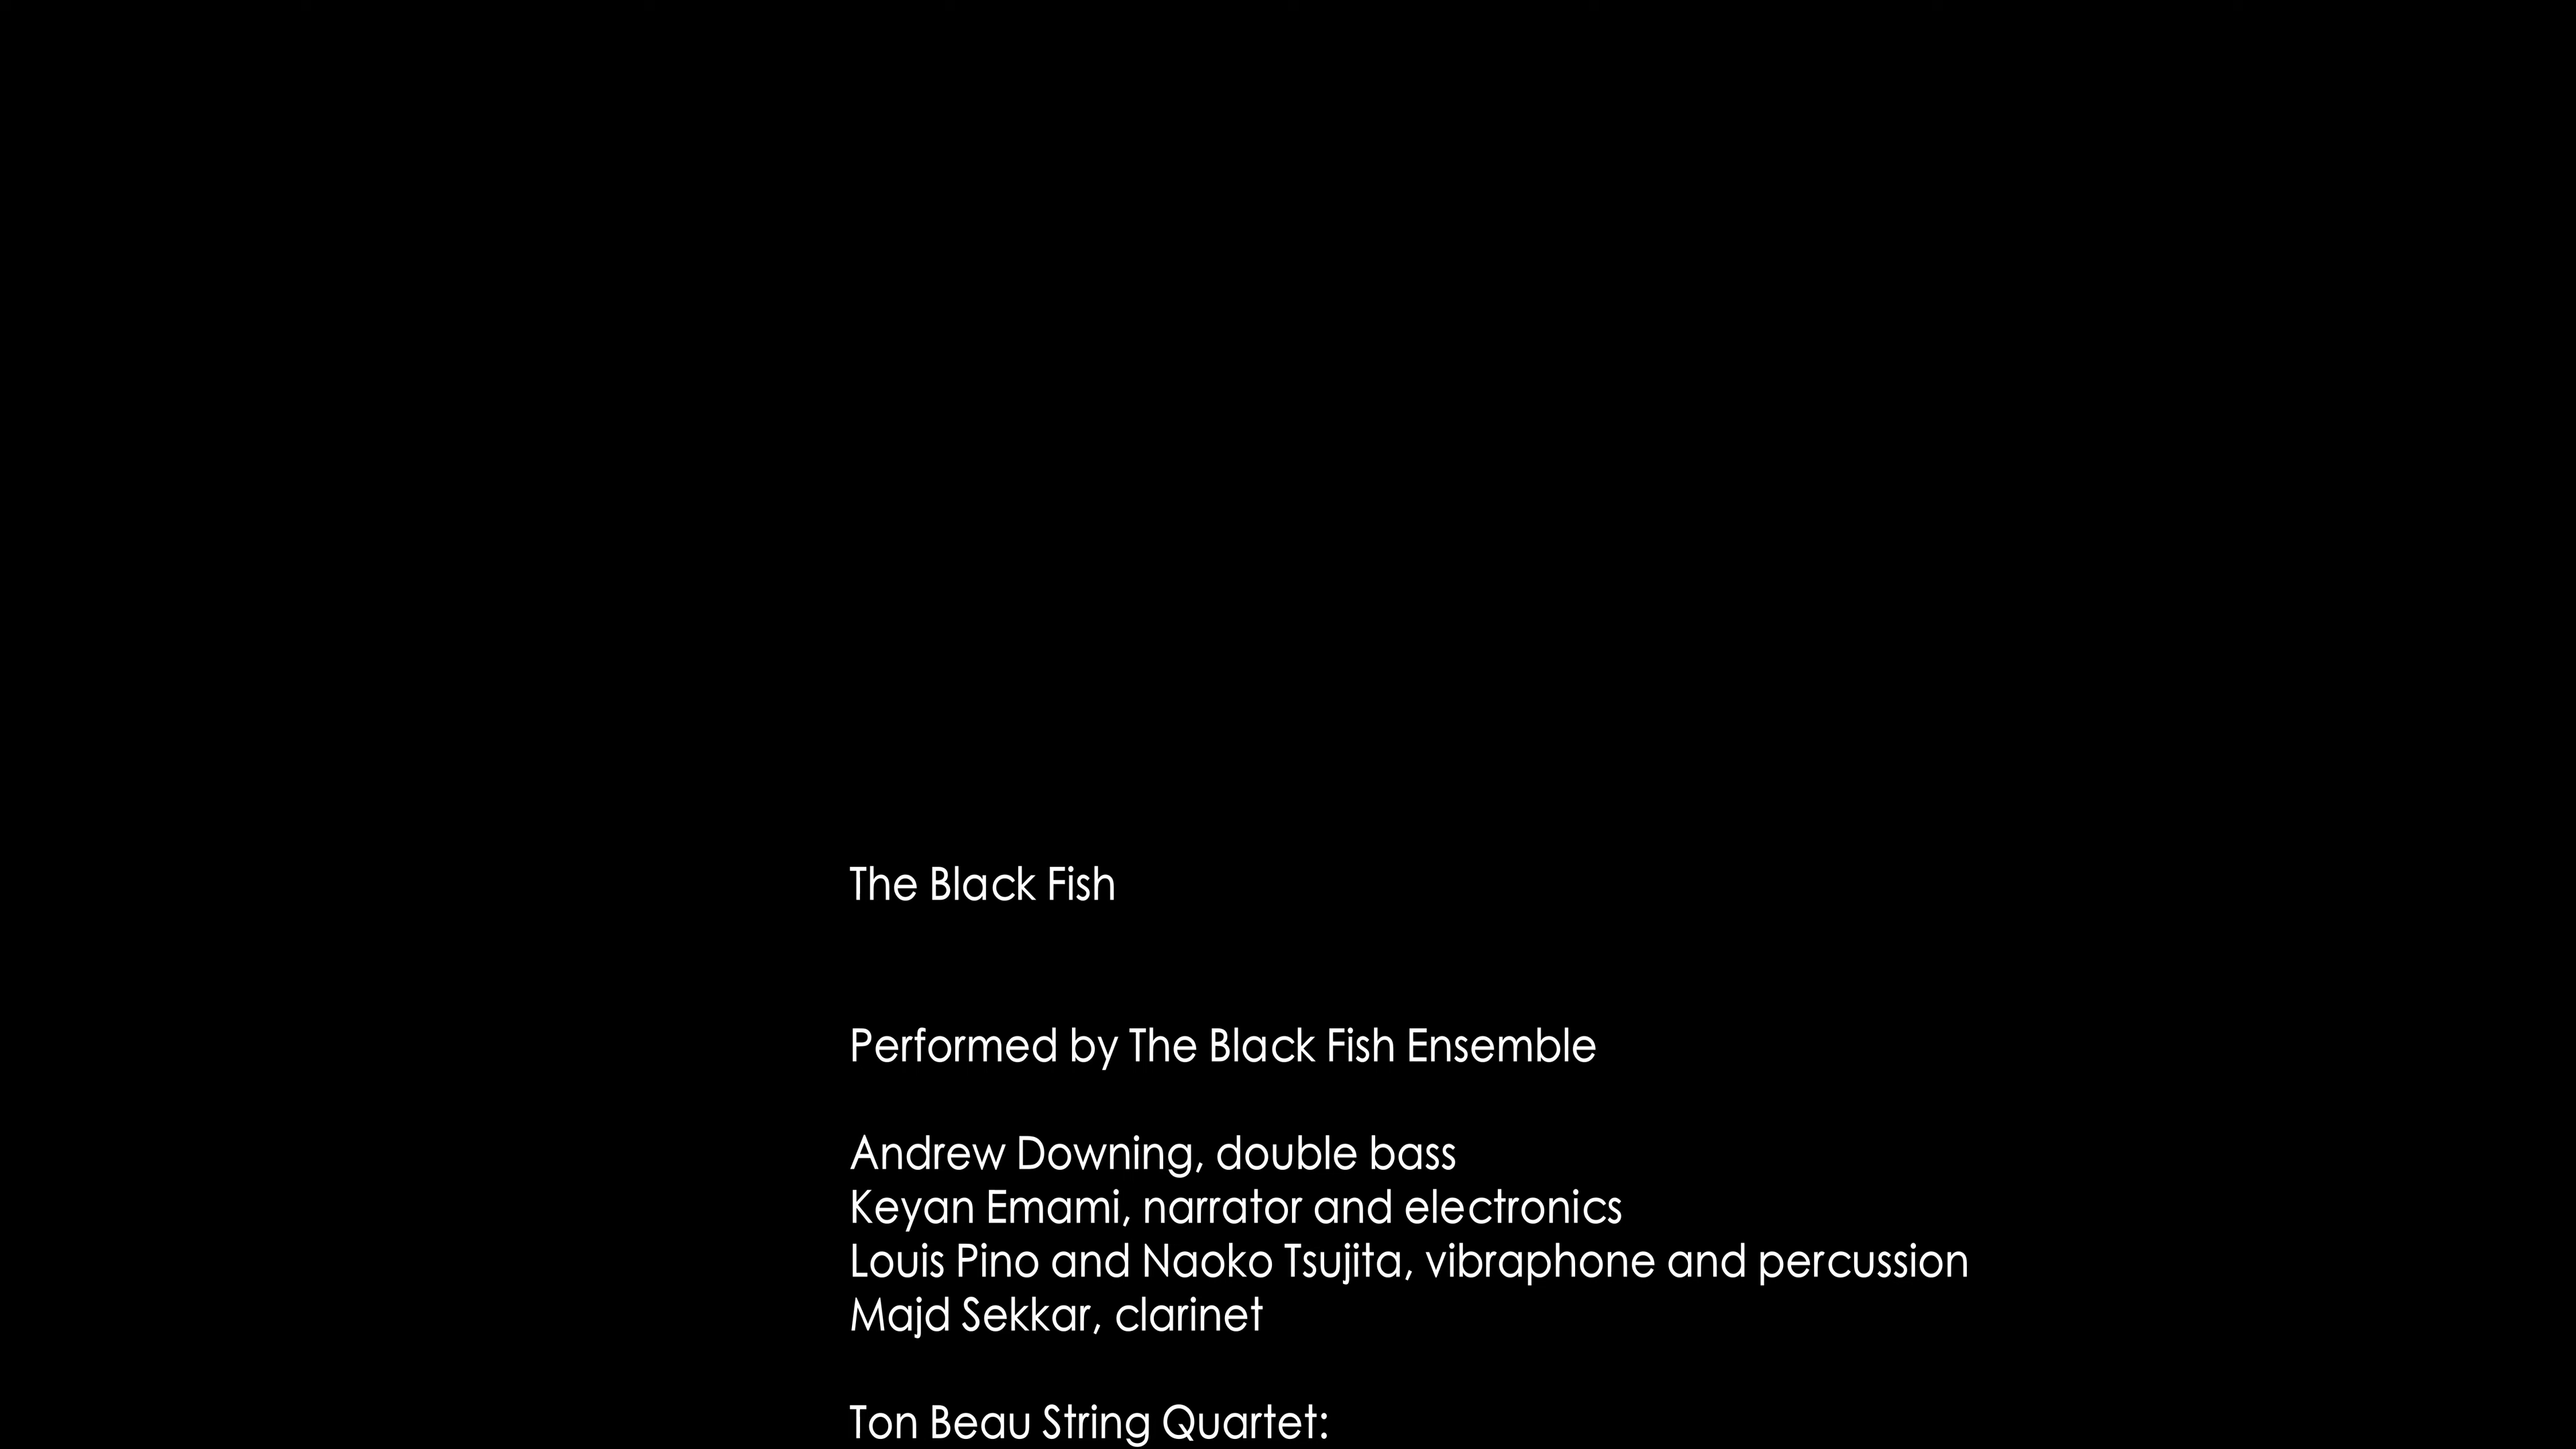 The Black Fish
Performed by The Black Fish Ensemble
Andrew Downing, double bass
Keyan Emami, narrator and electronics
Louis Pino and Naoko Tsujita, vibraphone and percussion
Majd Sekkar, clarinet
Ton Beau String Quartet: